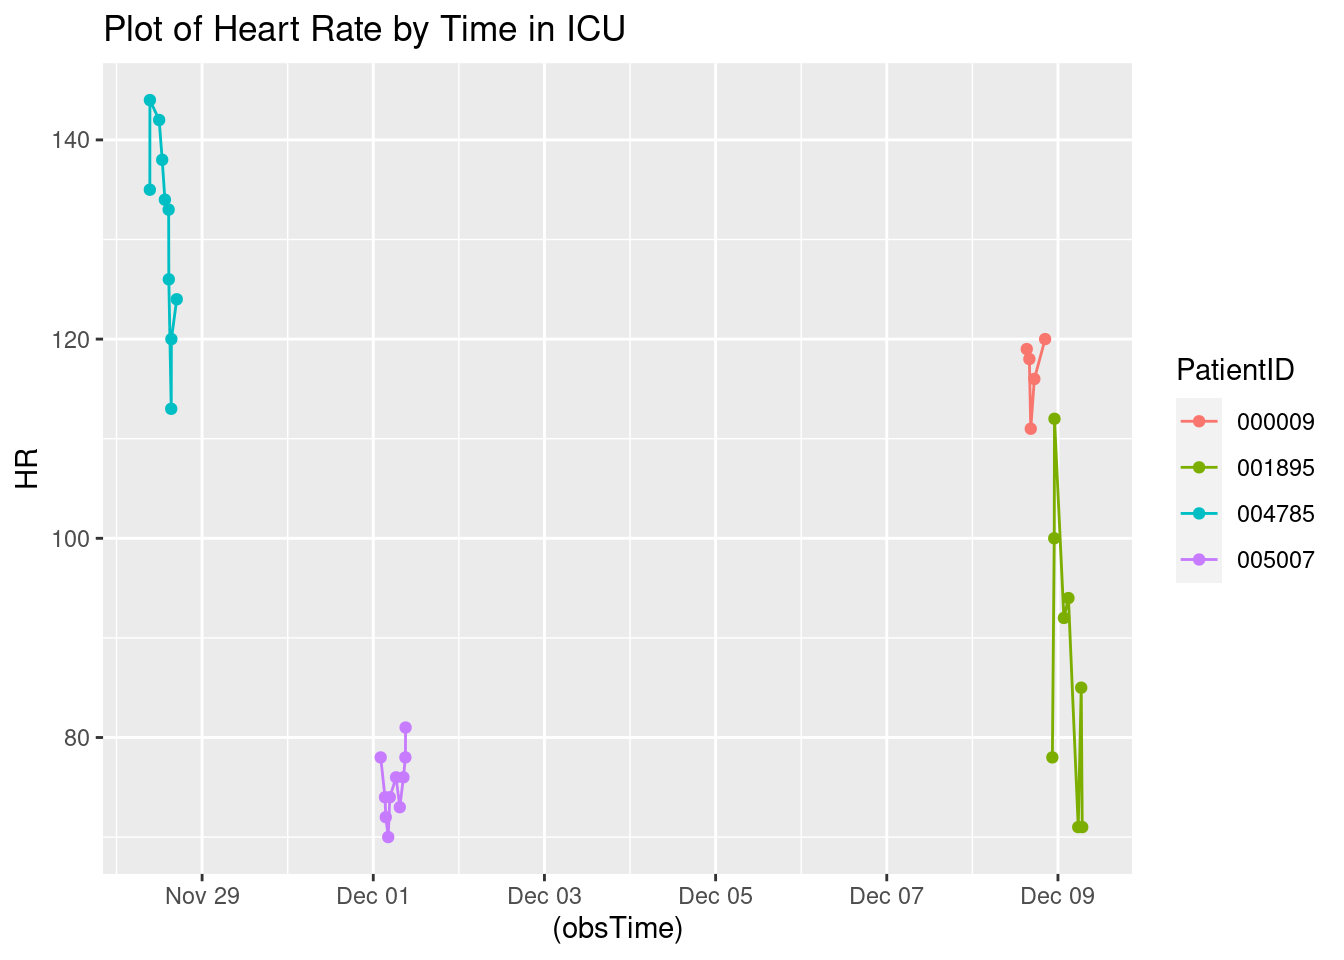 Plot of Heart Rate by Time in ICU
HR
140
120
100
80
Nov 29 Dec 01 Dec 03 Dec 05 Dec 07 Dec 09
(obsTime)
PatientID
000009
001895
004785
005007